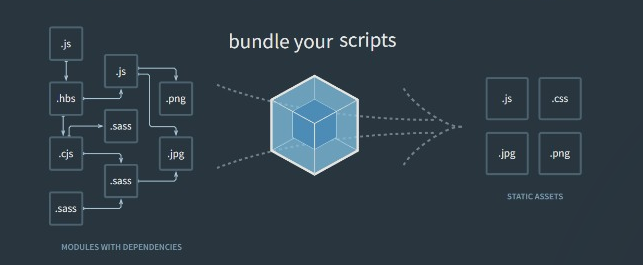 bundle your scripts
.js
.js
.hbs
.png
.sass
.cjs
.jpg
.sass
.sass
MODULES WITH DEPENDENCIES
.js
.css
.jpg
.png
STATIC ASSETS